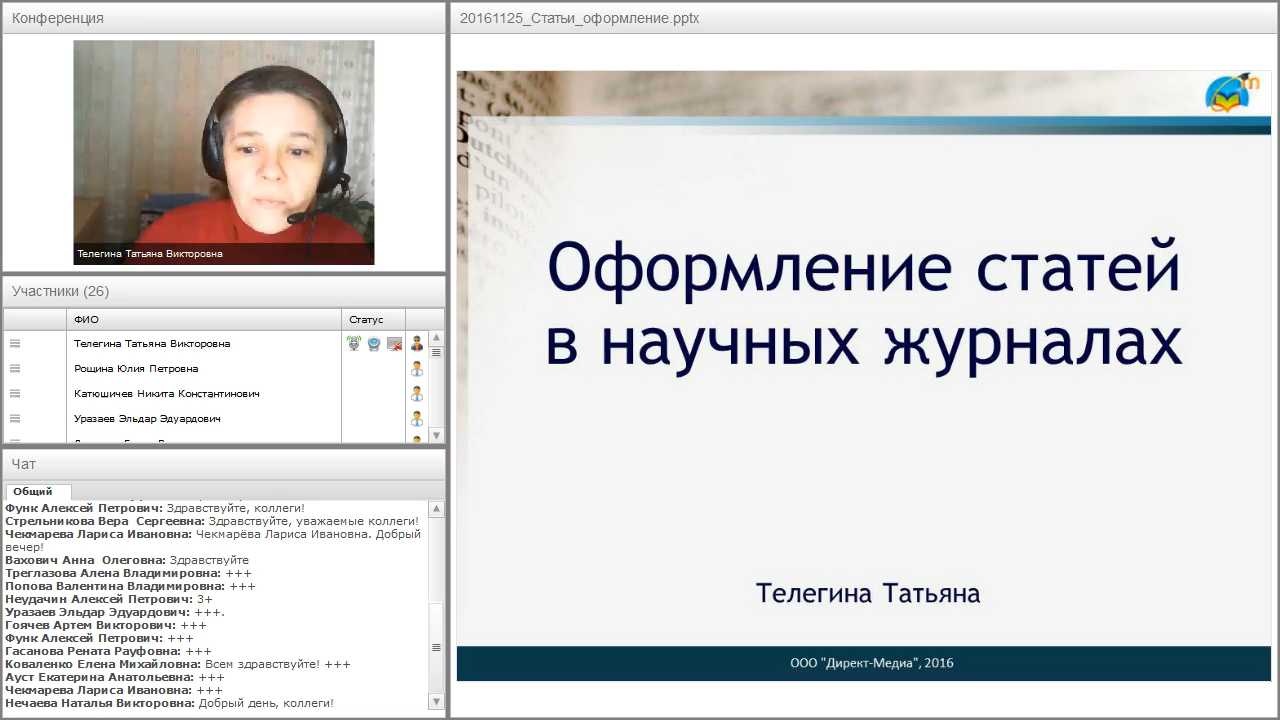 Конференция
Телегина Татьяна Викторовна
Участники (26)
ФИО
Статус
Телегина Татьяна Викторовна
Рощина Юлия Петровна
Катюшичев Никита Константинович
Уразаев Эльдар Эдуардович
Чат
Общий
Функ Алексей Петрович: Здравствуйте, коллеги!
Стрельникова Вера Сергеевна: Здравствуйте, уважаемые коллеги!
Чекмарева Лариса Ивановна: Чекмарёва Лариса Ивановна. Добрый
вечер!
Вахович Анна Олеговна: Здравствуйте
Треглазова Алена Владимировна: +++
Попова Валентина Владимировна: +++
Неудачин Алексей Петрович: 3+
Уразаев Эльдар Эдуардович: +++.
Гоячев Артем Викторович: +++
Функ Алексей Петрович: +++
Гасанова Рената Рауфовна: +++
Коваленко Елена Михайловна: Всем здравствуйте! +++
Ауст Екатерина Анатольевна: +++
Чекмарева Лариса Ивановна: +++
Нечаева Наталья Викторовна: Добрый день, коллеги!
20161125_Статьи_оформление.pptx
Оформление статей
в научных журналах
Телегина Татьяна
ООО "Директ-Медиа", 2016